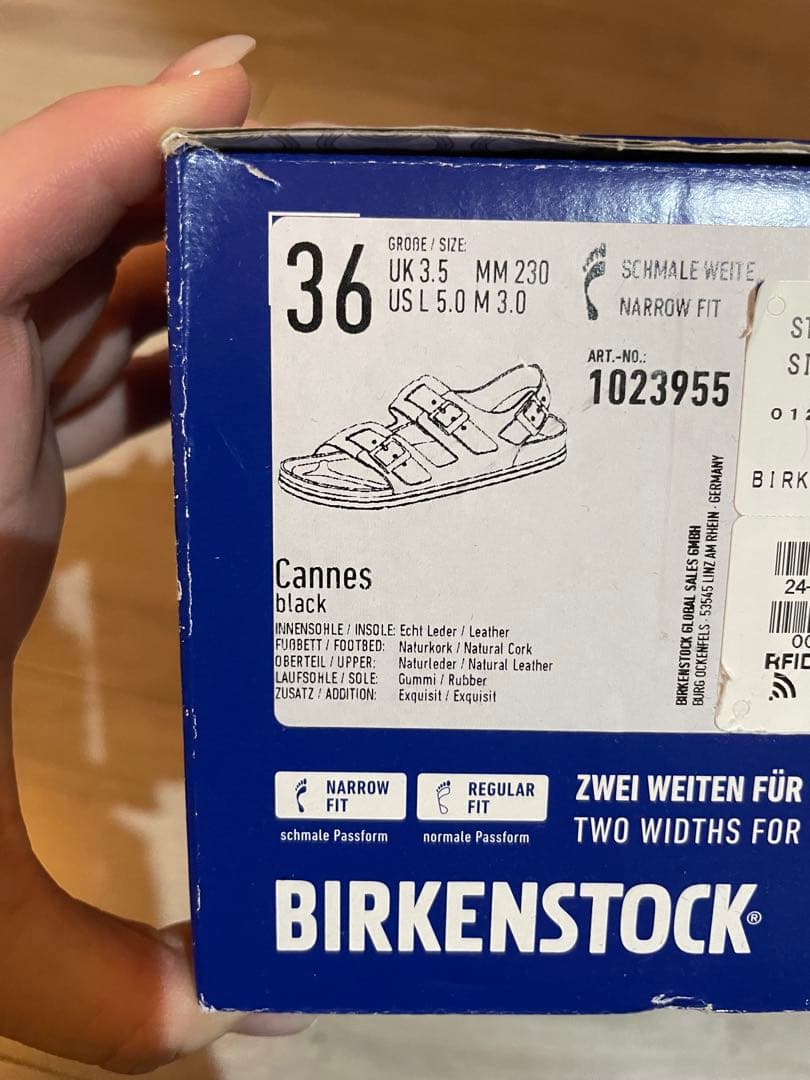 36
GRÖßE / SIZE:
UK 3.5 MM 230
US L 5.0 M 3.0
SCHMALE WEITE
NARROW FIT
ART.-NO.:
1023955
Cannes
black
INNENSOHLE / INSOLE: Echt Leder / Leather
FUßBETT / FOOTBED: Naturkork / Natural Cork
OBERTEIL / UPPER: Naturleder / Natural Leather
LAUFSOHLE / SOLE: Gummi / Rubber
ZUSATZ / ADDITION: Exquisit / Exquisit
BIRKENSTOCK GLOBAL SALES GMBH
BURG OCKENFELS · 53545 LINZ AM RHEIN · GERMANY
012
BIRK
24-
RFID
NARROW
FIT
schmale Passform
REGULAR
FIT
normale Passform
ZWEI WEITEN FÜR
TWO WIDTHS FOR
BIRKENSTOCK®